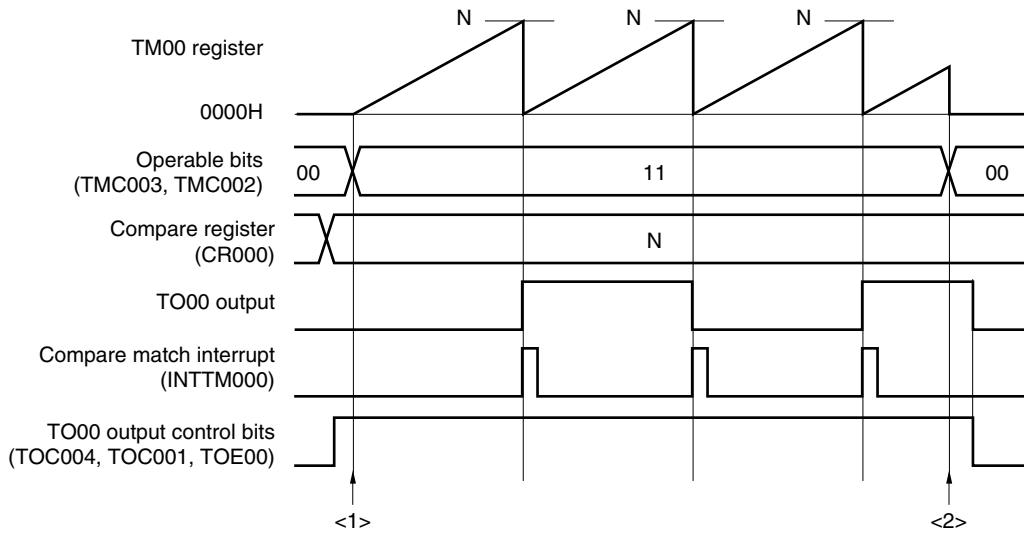 N N N
TM00 register
0000H
Operable bits
(TMC003, TMC002)
00 11 00
Compare register
(CR000)
N
TO00 output
Compare match interrupt
(INTTM000)
TO00 output control bits
(TOC004, TOC001, TOE00)
<1> <2>